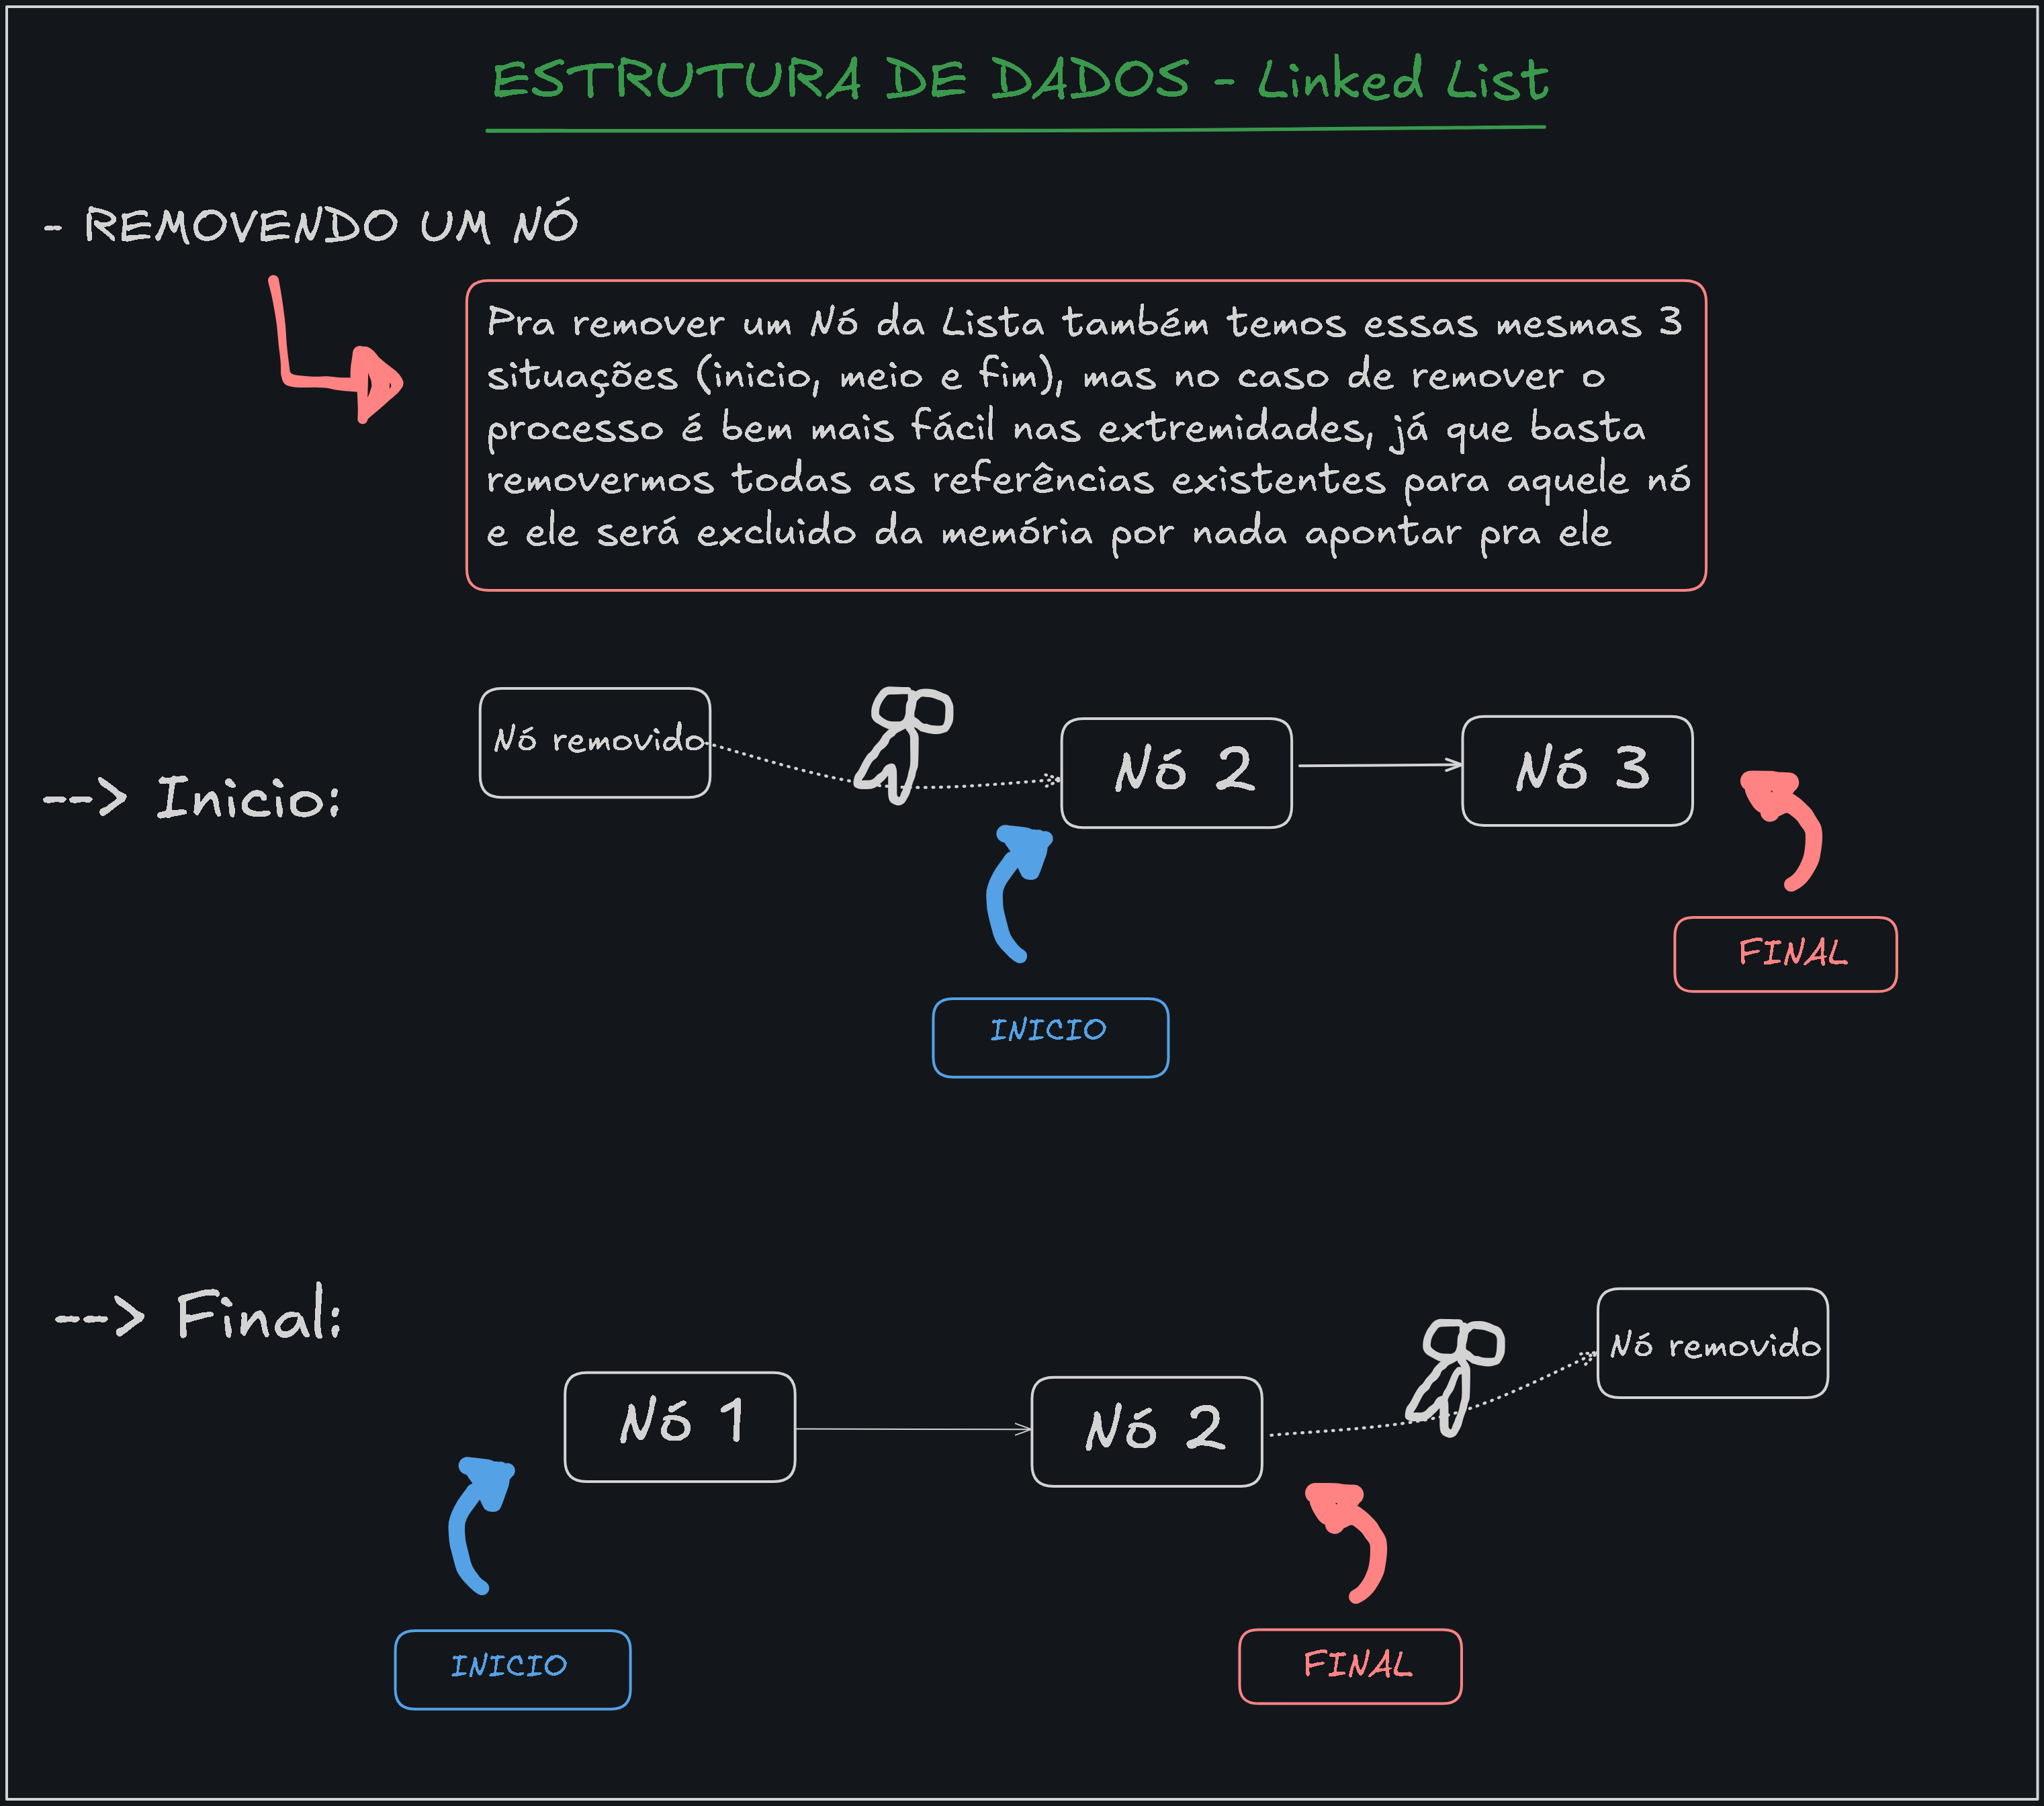 ESTRUTURA DE DADOS - Linked List
- REMOVENDO UM NÓ
Pra remover um Nó da Lista também temos essas mesmas 3
situações (inicio, meio e fim), mas no caso de remover o
processo é bem mais fácil nas extremidades, já que basta
removermos todas as referências existentes para aquele nó
e ele será excluido da memória por nada apontar pra ele
--> Inicio:
Nó removido
Nó 2
Nó 3
FINAL
INICIO
--> Final:
Nó removido
Nó 1
Nó 2
INICIO
FINAL